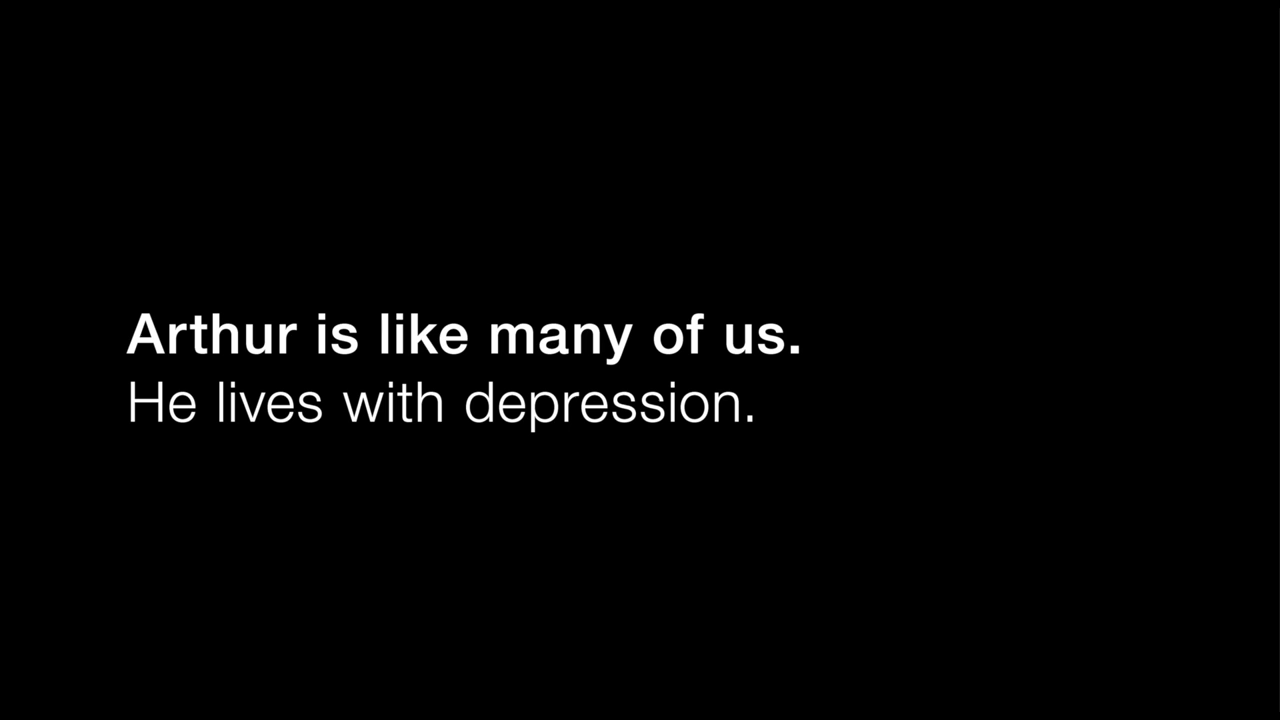 Arthur is like many of us.
He lives with depression.